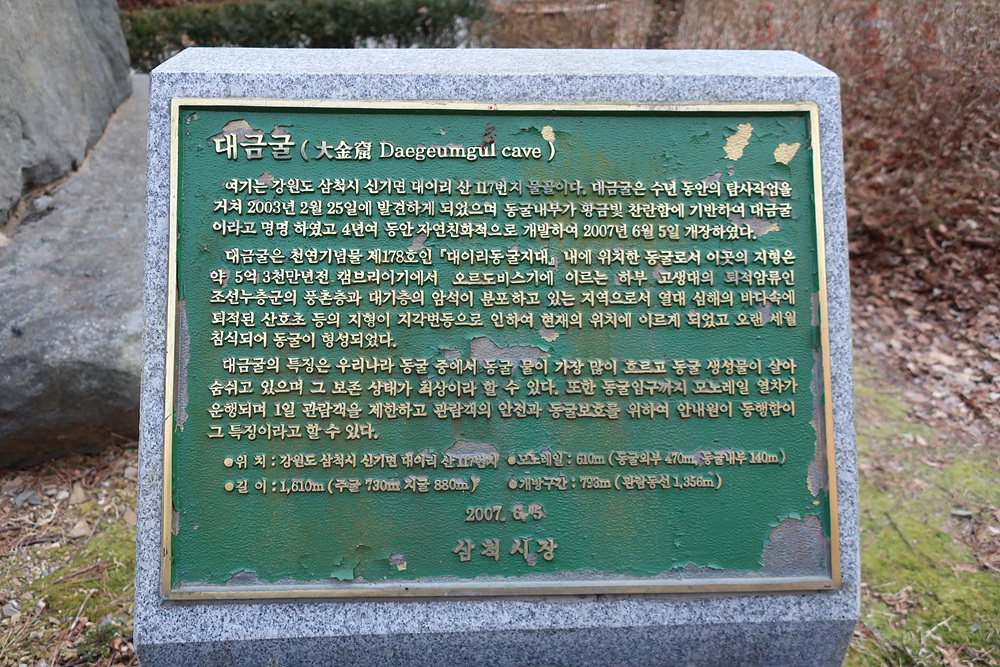 대금굴 (大金窟 Daegeumgul cave)
여기는 강원도 삼척시 신기면 대이리 산 117번지 물골이다. 대금굴은 수년 동안의 탐사작업을
거쳐 2003년 2월 25일에 발견하게 되었으며 동굴내부가 황금빛 찬란함에 기반하여 대금굴
이라고 명명 하였고 4년여 동안 자연친화적으로 개발하여 2007년 6월 5일 개장하였다.
대금굴은 천연기념물 제178호인 『대이리동굴지대』 내에 위치한 동굴로서 이곳의 지형은
약 5억 3천만년전 캠브리아기에서 오르도비스기에 이르는 하부 고생대의 퇴적암류인
조선누층군의 풍촌층과 대기층의 암석이 분포하고 있는 지역으로서 열대 심해의 바다속에
퇴적된 산호초 등의 지형이 지각변동으로 인하여 현재의 위치에 이르게 되었고 오랜 세월
침식되어 동굴이 형성되었다.
대금굴의 특징은 우리나라 동굴 중에서 동굴 물이 가장 많이 흐르고 동굴 생성물이 살아
숨쉬고 있으며 그 보존 상태가 최상이라 할 수 있다. 또한 동굴입구까지 모노레일 열차가
운행되며 1일 관람객을 제한하고 관람객의 안전과 동굴보호를 위하여 안내원이 동행함이
그 특징이라고 할 수 있다.
●위 치 : 강원도 삼척시 신기면 대이리 산 117번지 ●모노레일 : 610m (동굴외부 470m, 동굴내부 140m)
●길 이 : 1,610m (주굴 730m 지굴 880m) ●개방구간 : 793m (관람동선 1,356m)
2007. 6. 5
삼척시장